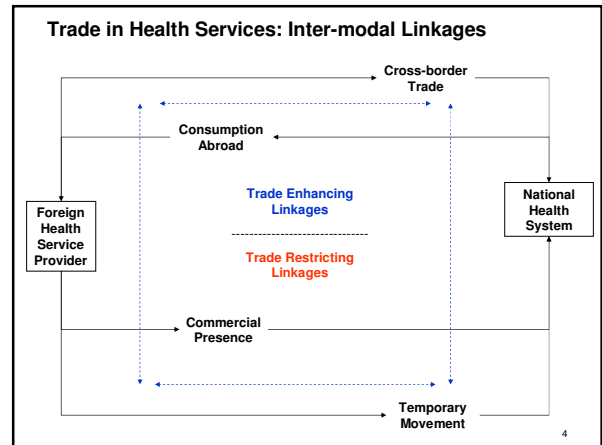 Trade in Health Services: Inter-modal Linkages
Cross-border
Trade
Consumption
Abroad
Trade Enhancing
Linkages
National
Health
System
Foreign
Health
Service
Provider
Trade Restricting
Linkages
Commercial
Presence
Temporary
Movement
4